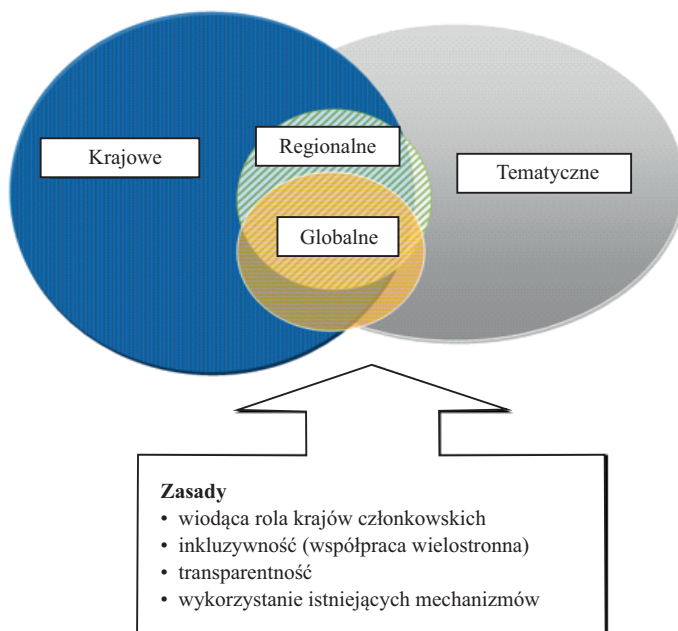 Krajowe
Regionalne
Tematyczne
Globalne
Zasady
• wiodąca rola krajów członkowskich
• inkluzywność (współpraca wielostronna)
• transparentność
• wykorzystanie istniejących mechanizmów